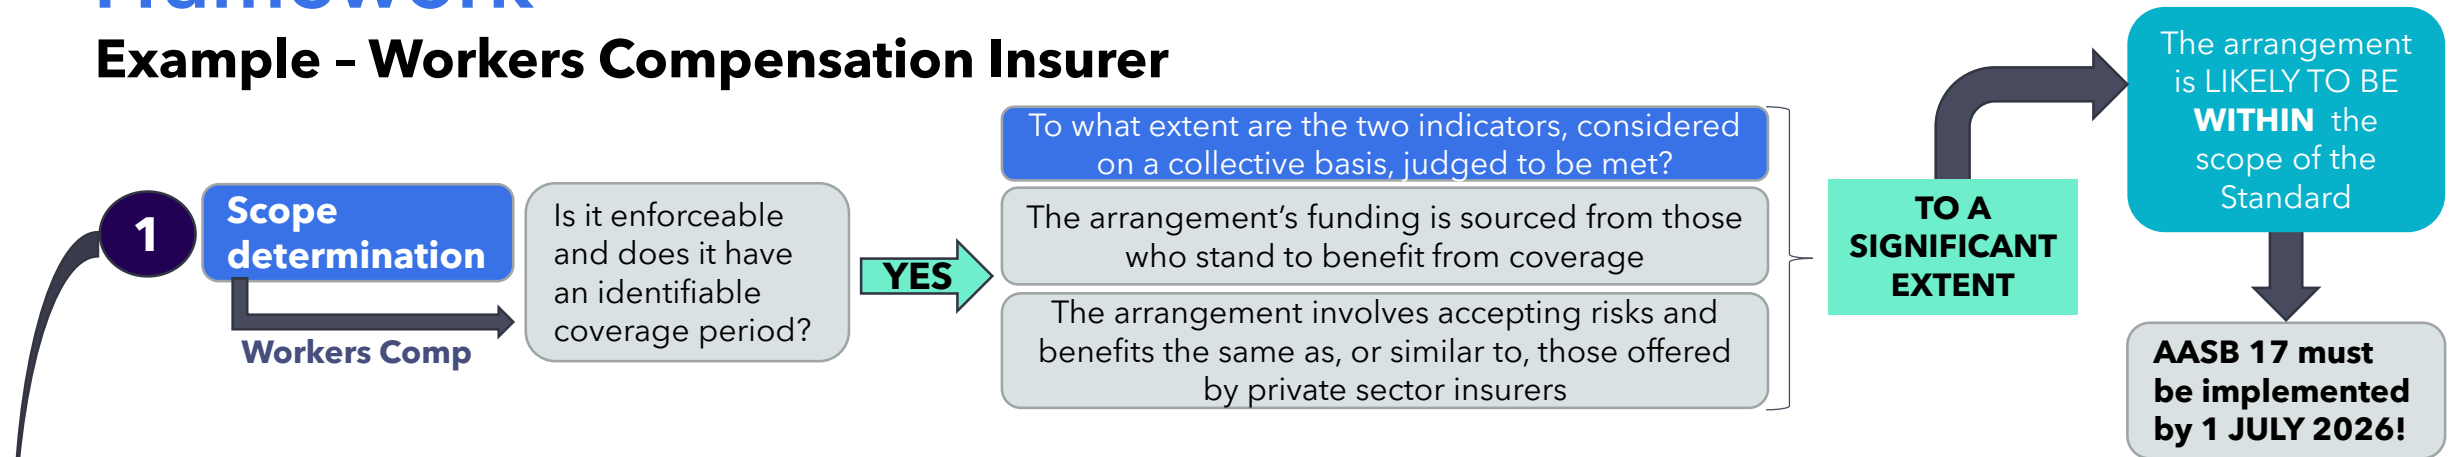 Framework
Example – Workers Compensation Insurer
1
Scope
determination
Workers Comp
Is it enforceable
and does it have
an identifiable
coverage period?
YES
To what extent are the two indicators, considered
on a collective basis, judged to be met?
The arrangement’s funding is sourced from those
who stand to benefit from coverage
The arrangement involves accepting risks and
benefits the same as, or similar to, those offered
by private sector insurers
TO A
SIGNIFICANT
EXTENT
The arrangement
is LIKELY TO BE
WITHIN the
scope of the
Standard
AASB 17 must
be implemented
by 1 JULY 2026!